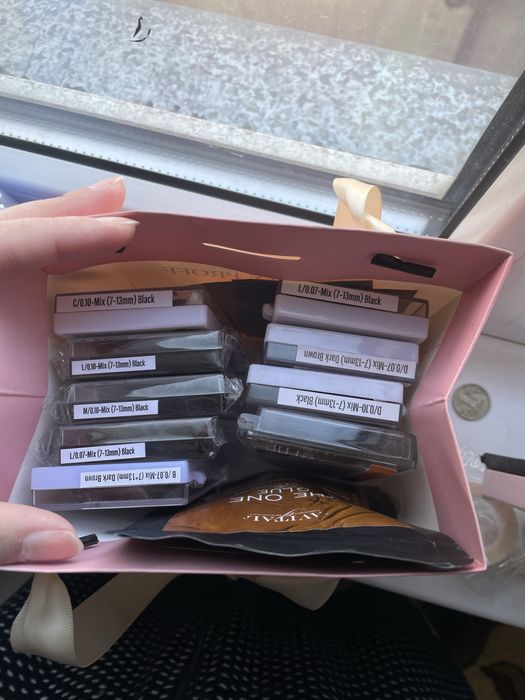 C/0.10-Mix (7-13mm) Black
L/0.10-Mix (7-13mm) Black
M/0.10-Mix (7-13mm) Black
L/0.07-Mix (7-13mm) Black
B/0.07-Mix (7*13mm) Dark Brown
L/0.07-Mix (7-13mm) Black
D/0.07-Mix (7-13mm) Dark Brown
D/0.10-Mix (7-13mm) Black
ONE